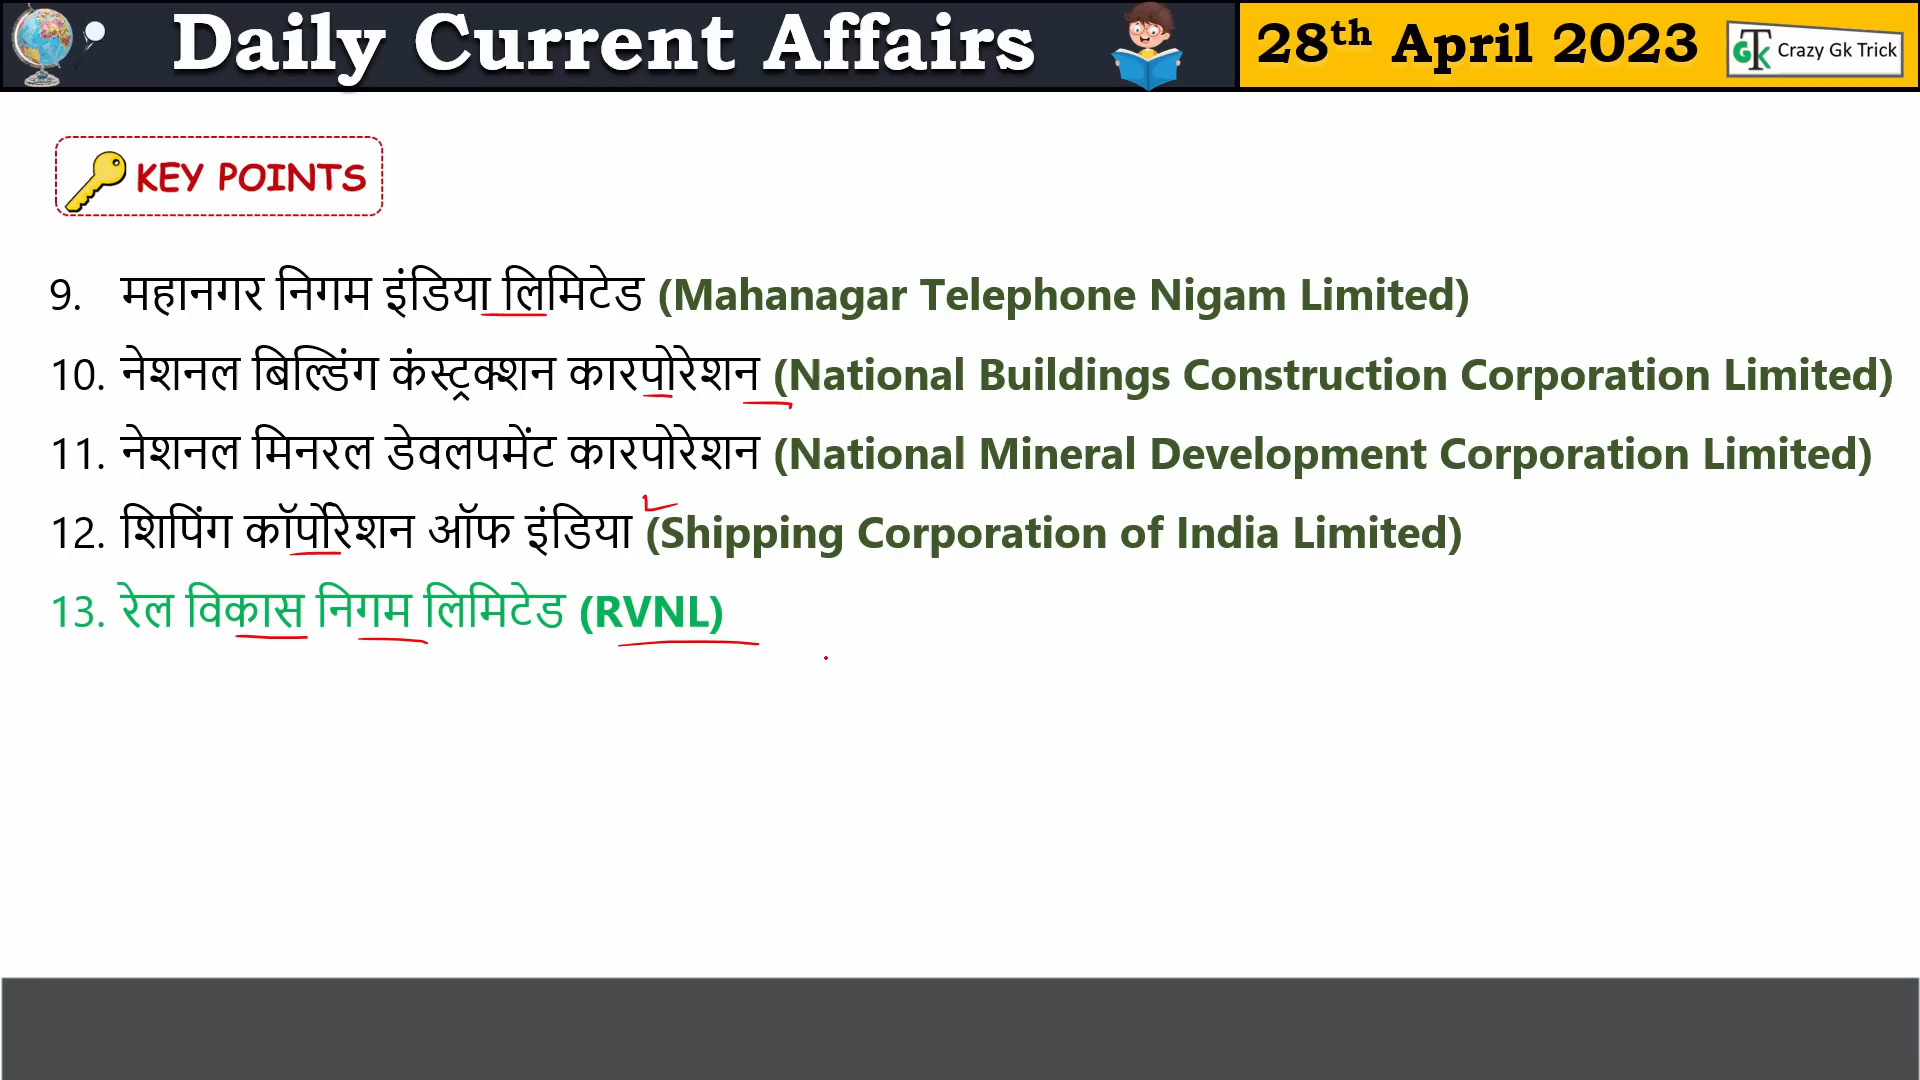 Daily Current Affairs
28th April 2023
GTK Crazy Gk Trick
KEY POINTS
9. महानगर निगम इंडिया लिमिटेड (Mahanagar Telephone Nigam Limited)
10. नेशनल बिल्डिंग कंस्ट्रक्शन कारपोरेशन (National Buildings Construction Corporation Limited)
11. नेशनल मिनरल डेवलपमेंट कारपोरेशन (National Mineral Development Corporation Limited)
12. शिपिंग कॉर्पोरेशन ऑफ इंडिया (Shipping Corporation of India Limited)
13. रेल विकास निगम लिमिटेड (RVNL)